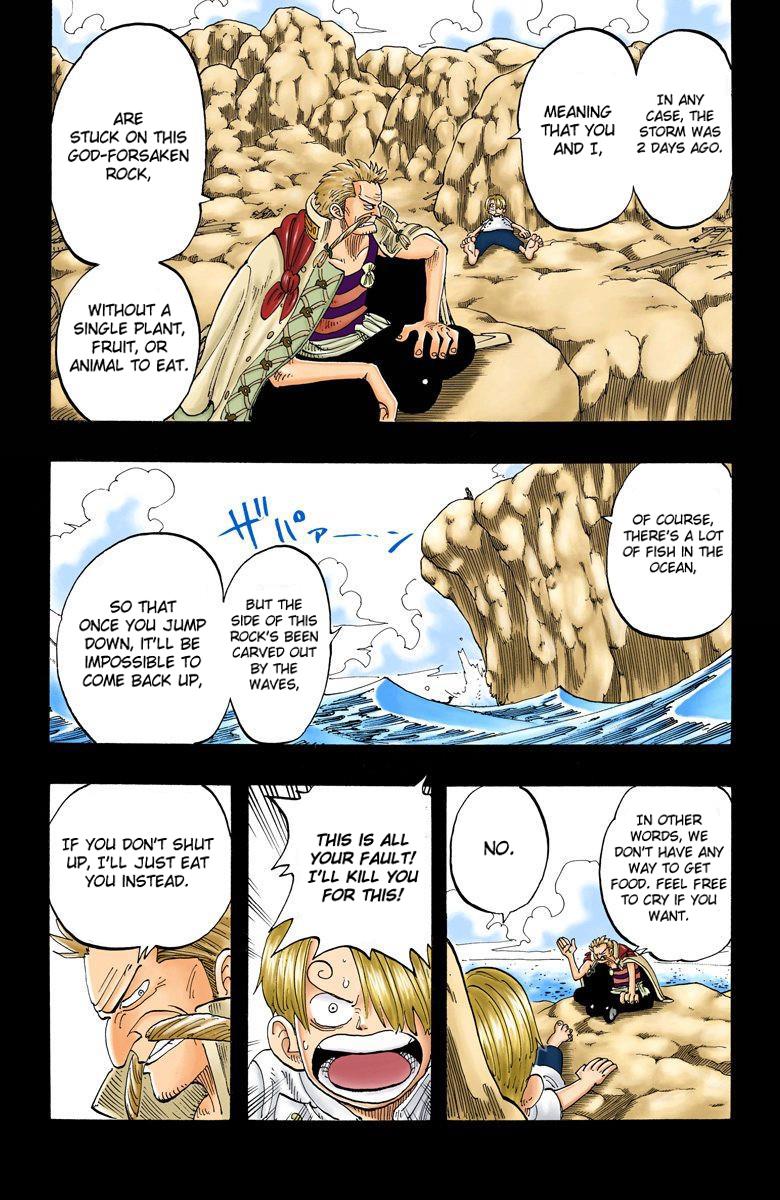 IN ANY
CASE, THE
STORM WAS
2 DAYS AGO.
MEANING
THAT YOU
AND I,
ARE
STUCK ON THIS
GOD-FORSAKEN
ROCK,
WITHOUT A
SINGLE PLANT,
FRUIT, OR
ANIMAL TO EAT.
OF COURSE,
THERE'S A LOT
OF FISH IN THE
OCEAN,
ザパァーン
BUT THE
SIDE OF THIS
ROCK'S BEEN
CARVED OUT
BY THE
WAVES,
SO THAT
ONCE YOU JUMP
DOWN, IT'LL BE
IMPOSSIBLE TO
COME BACK UP,
IN OTHER
WORDS, WE
DON'T HAVE ANY
WAY TO GET
FOOD. FEEL FREE
TO CRY IF YOU
WANT.
NO.
THIS IS ALL
YOUR FAULT!
I'LL KILL YOU
FOR THIS!
IF YOU DON'T SHUT
UP, I'LL JUST EAT
YOU INSTEAD.